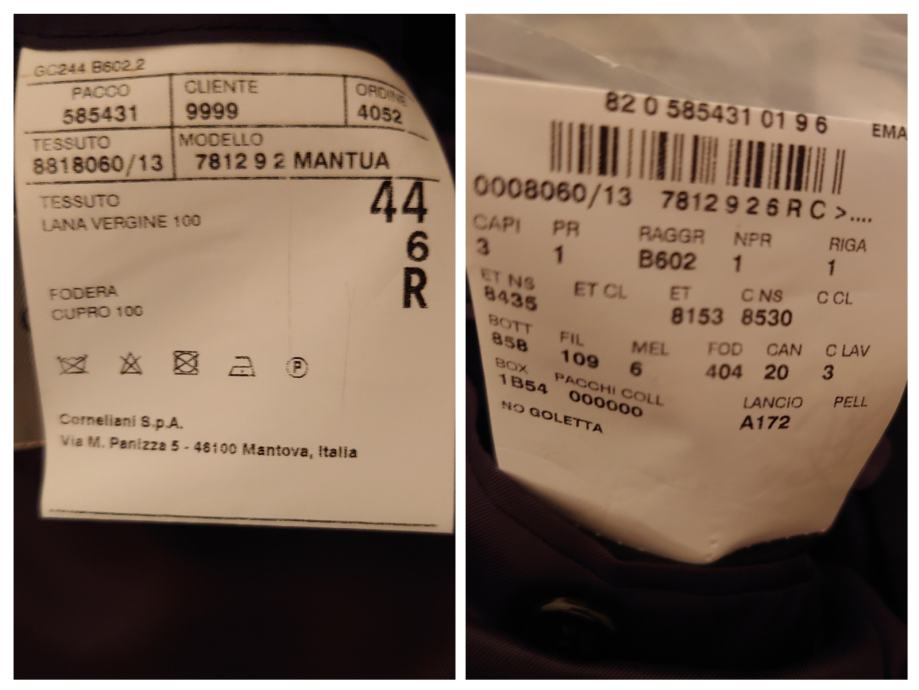 GC244 B602.2
PACCO CLIENTE ORDINE
585431 9999 4052
TESSUTO MODELLO
8818060/13 7812 9 2 MANTUA
TESSUTO 44
LANA VERGINE 100
6
R
FODERA
CUPRO 100
P
Corneliani S.p.A.
Via M. Panizza 5 - 46100 Mantova, Italia
82 0 585431 01 9 6
EMA
0008060/13 7812 9 2 6 R C >....
CAPI PR RAGGR NPR RIGA
3 1 B602 1 1
ET NS ET CL ET C NS C CL
8435 8153 8530
BOTT FIL MEL FOD CAN C LAV
858 109 6 404 20 3
BOX PACCHI COLL LANCIO PELL
1B54 000000 A172
NO GOLETTA